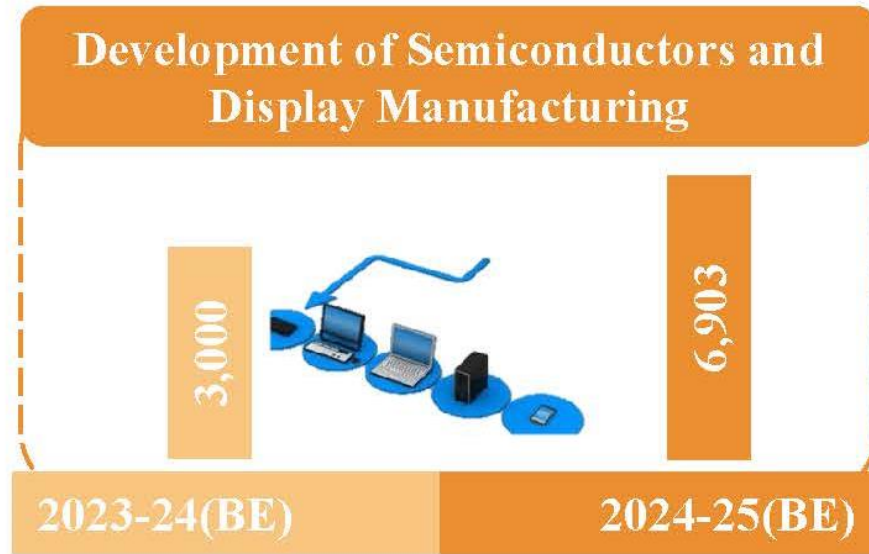 Development of Semiconductors and
Display Manufacturing
3,000
6,903
2023-24(BE)
2024-25(BE)